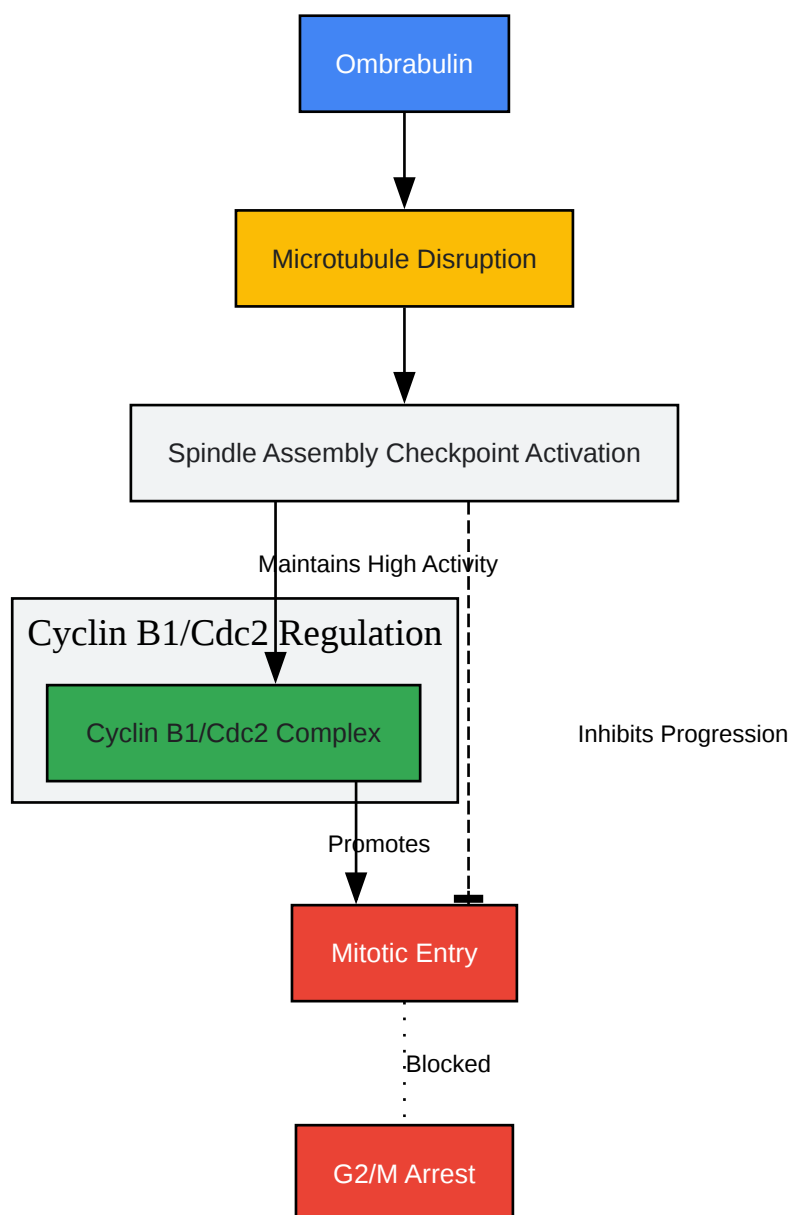 Ombrabulin
Microtubule Disruption
Spindle Assembly Checkpoint Activation
Maintains High Activity
Cyclin B1/Cdc2 Regulation
Cyclin B1/Cdc2 Complex
Inhibits Progression
Promotes
Mitotic Entry
Blocked
G2/M Arrest